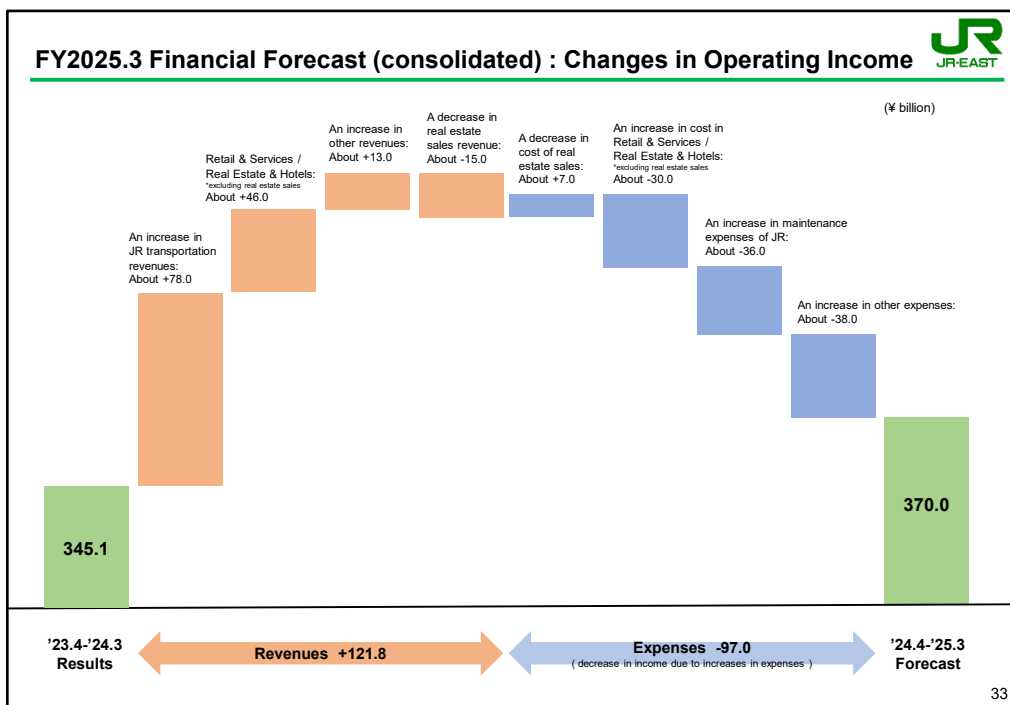 FY2025.3 Financial Forecast (consolidated) : Changes in Operating Income
JR
JR-EAST
(¥ billion)
An increase in
JR transportation
revenues:
About +78.0
Retail & Services /
Real Estate & Hotels:
*excluding real estate sales
About +46.0
An increase in
other revenues:
About +13.0
A decrease in
real estate
sales revenue:
About -15.0
A decrease in
cost of real
estate sales:
About +7.0
An increase in cost in
Retail & Services /
Real Estate & Hotels:
*excluding real estate sales
About -30.0
An increase in maintenance
expenses of JR:
About -36.0
An increase in other expenses:
About -38.0
345.1
370.0
’23.4-’24.3
Results
Revenues +121.8
Expenses -97.0
( decrease in income due to increases in expenses )
’24.4-’25.3
Forecast
33